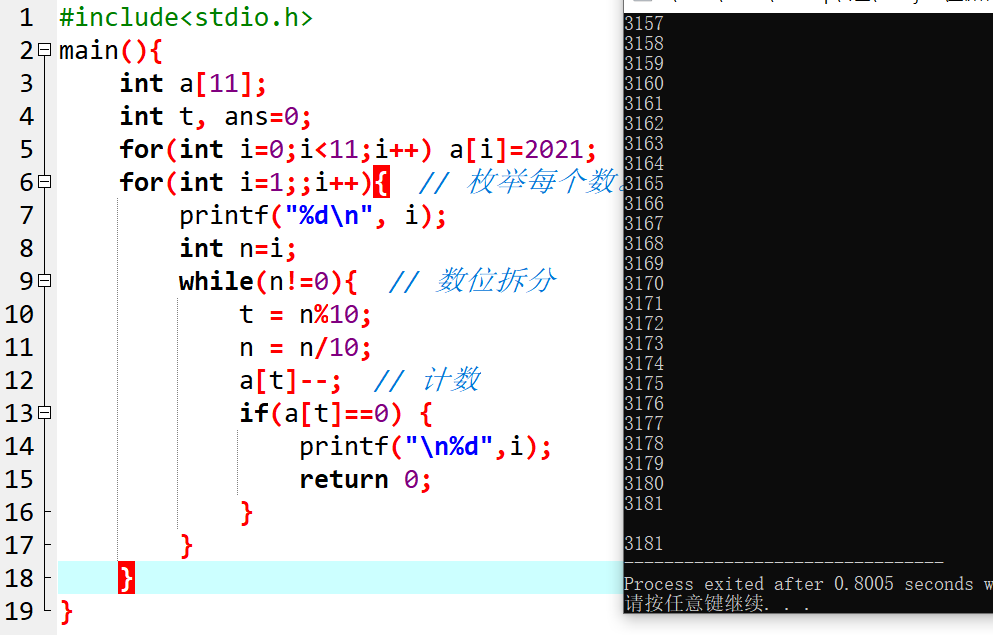 1 #include<stdio.h>
2 main(){
3 int a[11];
4 int t, ans=0;
5 for(int i=0;i<11;i++) a[i]=2021;
6 for(int i=1;;i++){ // 枚举每个数
7 printf("%d\n", i);
8 int n=i;
9 while(n!=0){ // 数位拆分
10 t = n%10;
11 n = n/10;
12 a[t]--; // 计数
13 if(a[t]==0) {
14 printf("\n%d",i);
15 return 0;
16 }
17 }
18 }
19 }
3157
3158
3159
3160
3161
3162
3163
3164
3165
3166
3167
3168
3169
3170
3171
3172
3173
3174
3175
3176
3177
3178
3179
3180
3181
3181
--------------------------------
Process exited after 0.8005 seconds w
请按任意键继续. . .